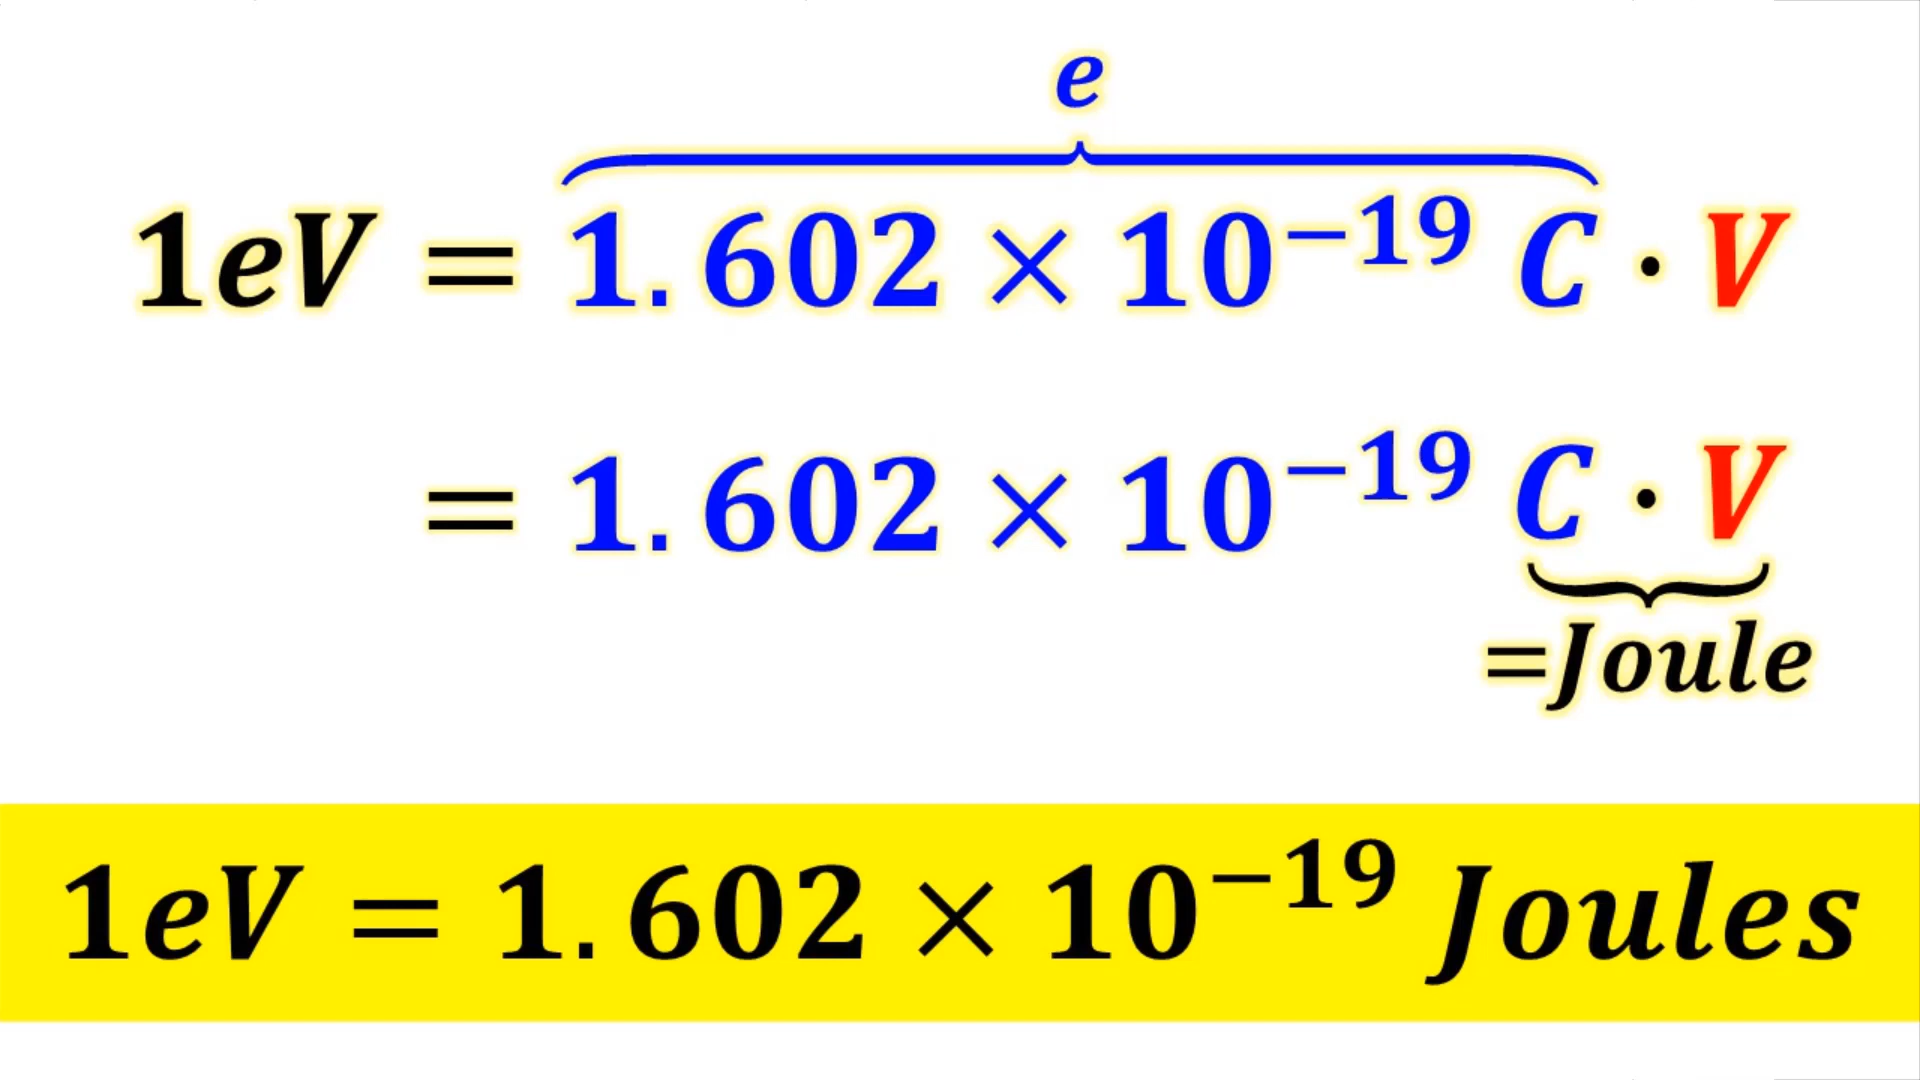 e
1eV = 1.602 × 10⁻¹⁹ C · V
= 1.602 × 10⁻¹⁹ C · V
=Joule
1eV = 1.602 × 10⁻¹⁹ Joules